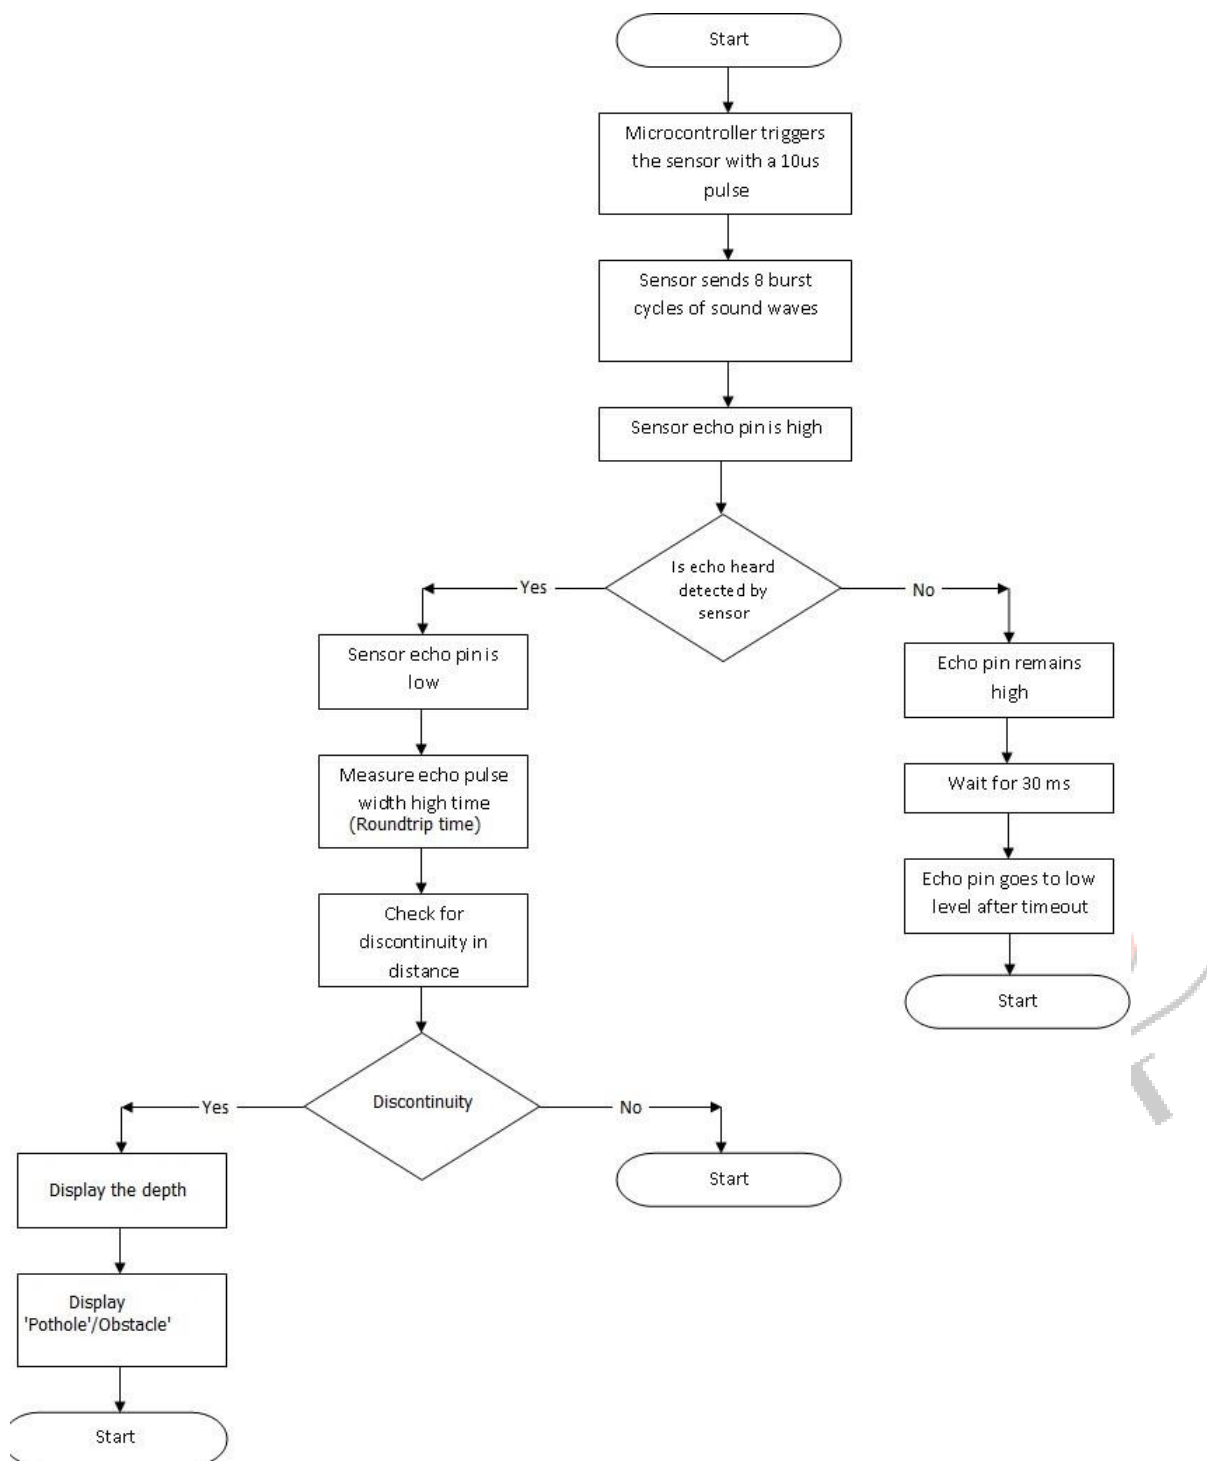 Start
Microcontroller triggers
the sensor with a 10us
pulse
Sensor sends 8 burst
cycles of sound waves
Sensor echo pin is high
Is echo heard
detected by
sensor
Yes
No
Sensor echo pin is
low
Measure echo pulse
width high time
(Roundtrip time)
Check for
discontinuity in
distance
Echo pin remains
high
Wait for 30 ms
Echo pin goes to low
level after timeout
Start
Discontinuity
Yes
No
Display the depth
Display
'Pothole'/Obstacle'
Start
Start